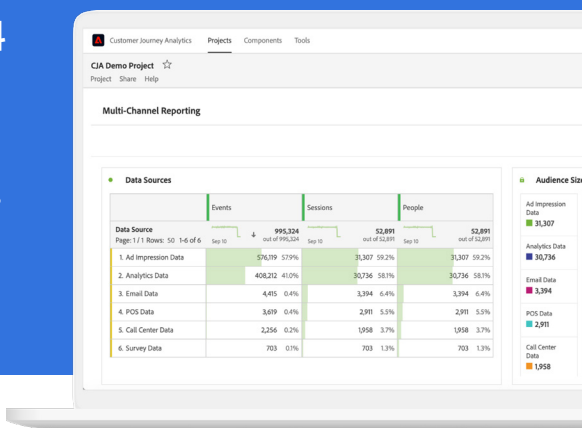 4
Customer Journey Analytics Projects Components Tools
CJA Demo Project
Project Share Help
Multi-Channel Reporting
Data Sources
Events Sessions People
Data Source
Page: 1 / 1 Rows: 50 1-6 of 6
995,324
out of 995,324
Sep 10
52,891
out of 52,891
Sep 10
52,891
out of 52,891
Sep 10
1. Ad Impression Data 576,119 57.9% 31,307 59.2% 31,307 59.2%
2. Analytics Data 408,212 41.0% 30,736 58.1% 30,736 58.1%
3. Email Data 4,415 0.4% 3,394 6.4% 3,394 6.4%
4. POS Data 3,619 0.4% 2,911 5.5% 2,911 5.5%
5. Call Center Data 2,256 0.2% 1,958 3.7% 1,958 3.7%
6. Survey Data 703 0.1% 703 1.3% 703 1.3%
Audience Size
Ad Impression
Data
31,307
Analytics Data
30,736
Email Data
3,394
POS Data
2,911
Call Center
Data
1,958